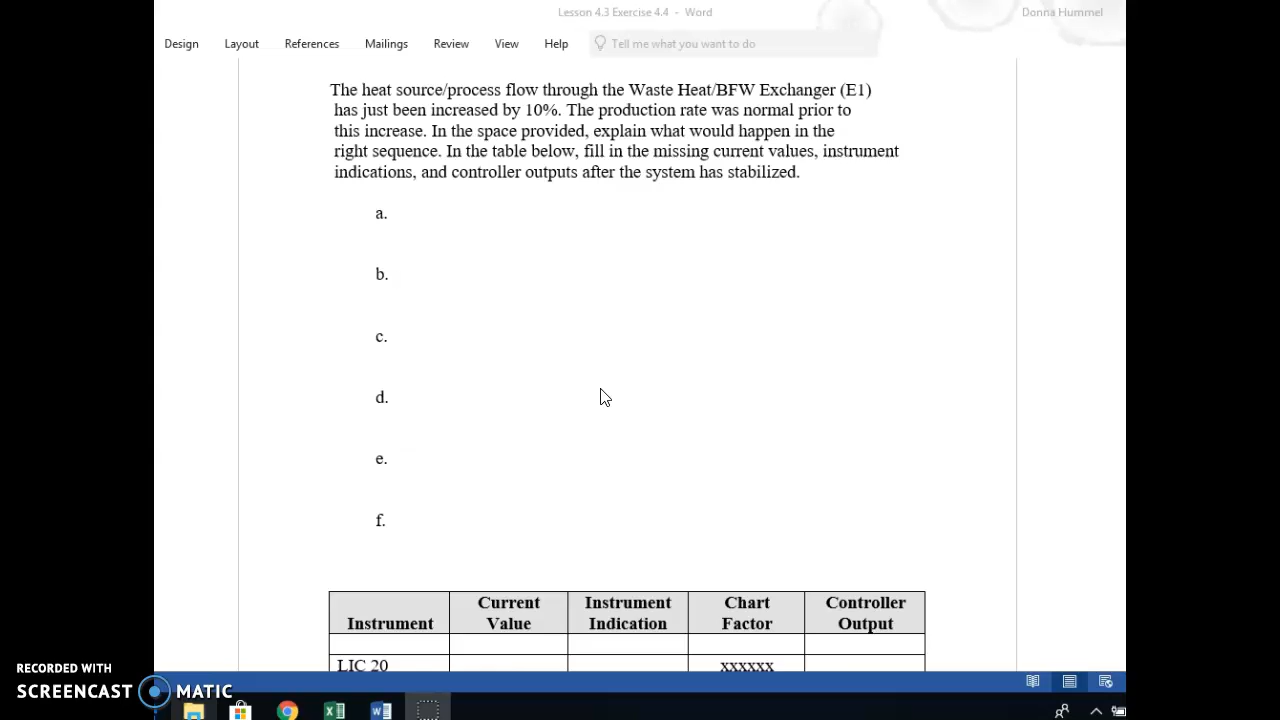 Lesson 4.3 Exercise 4.4 - Word
Donna Hummel
Design Layout References Mailings Review View Help Tell me what you want to do
The heat source/process flow through the Waste Heat/BFW Exchanger (E1)
has just been increased by 10%. The production rate was normal prior to
this increase. In the space provided, explain what would happen in the
right sequence. In the table below, fill in the missing current values, instrument
indications, and controller outputs after the system has stabilized.
a.
b.
c.
d.
e.
f.
Instrument Current Value Instrument Indication Chart Factor Controller Output
LIC 20 xxxxxx
RECORDED WITH
SCREENCAST MATIC